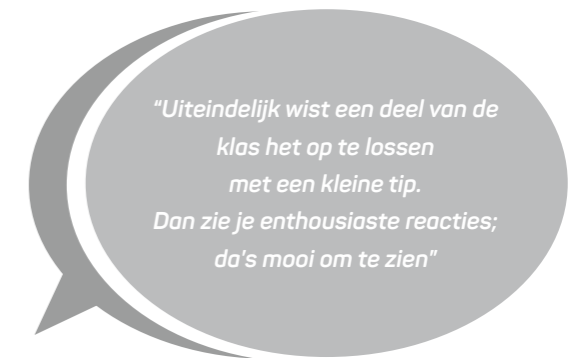 “Uiteindelijk wist een deel van de
klas het op te lossen
met een kleine tip.
Dan zie je enthousiaste reacties;
da's mooi om te zien”